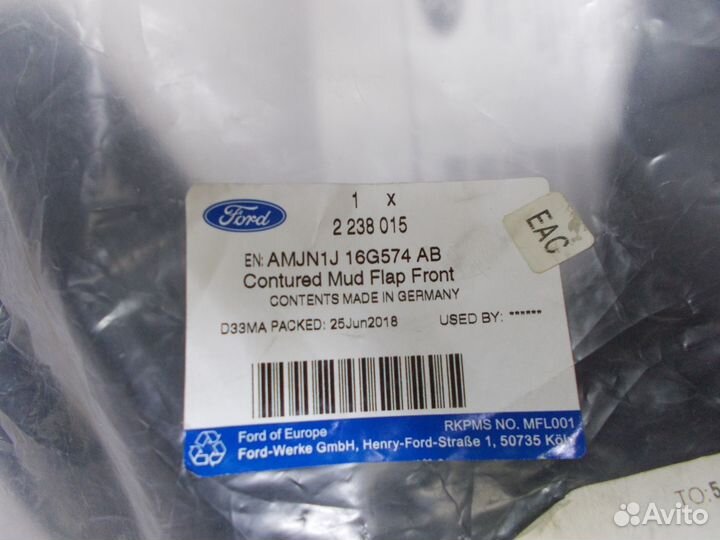 1 x
Ford
2 238 015
EAC
EN: AMJN1J 16G574 AB
Contured Mud Flap Front
CONTENTS MADE IN GERMANY
D33MA PACKED: 25Jun2018 USED BY: ------
RKPMS NO. MFL001
Ford of Europe
Ford-Werke GmbH, Henry-Ford-Straße 1, 50735 Köln
TO:5
Avito